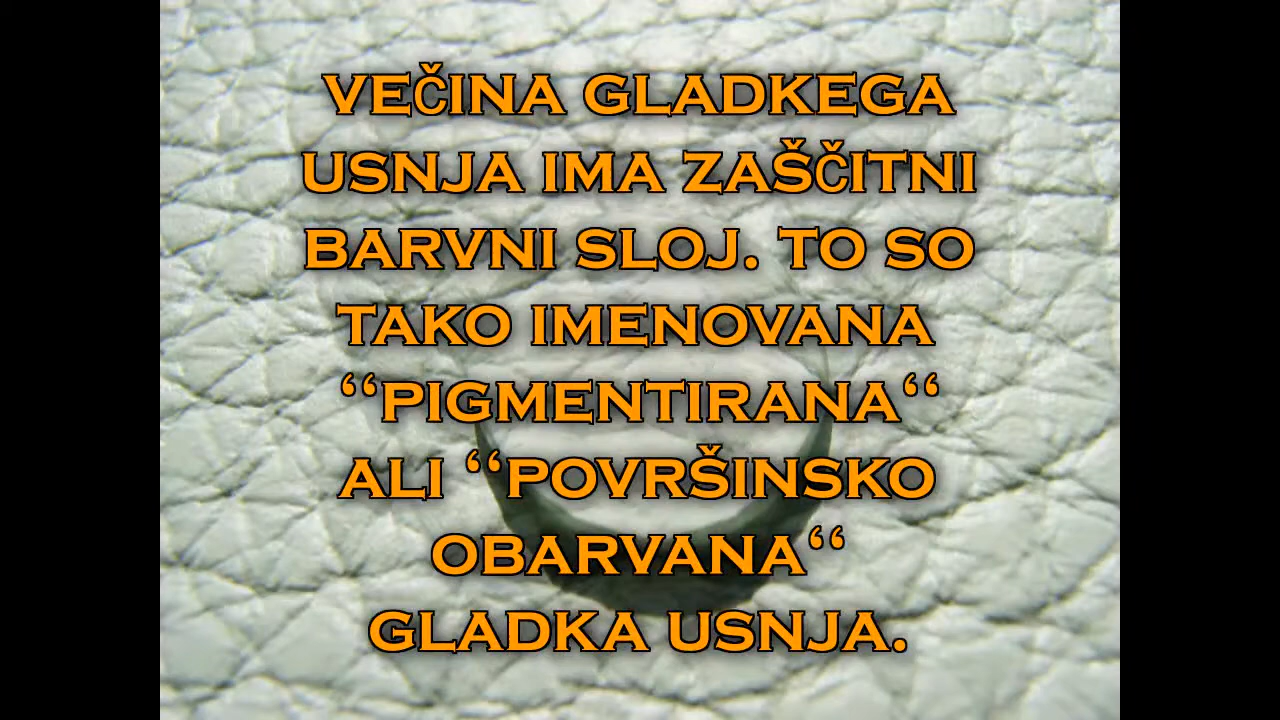 VEČINA GLADKEGA
USNJA IMA ZAŠČITNI
BARVNI SLOJ. TO SO
TAKO IMENOVANA
“PIGMENTIRANA“
ALI “POVRŠINSKO
OBARVANA“
GLADKA USNJA.